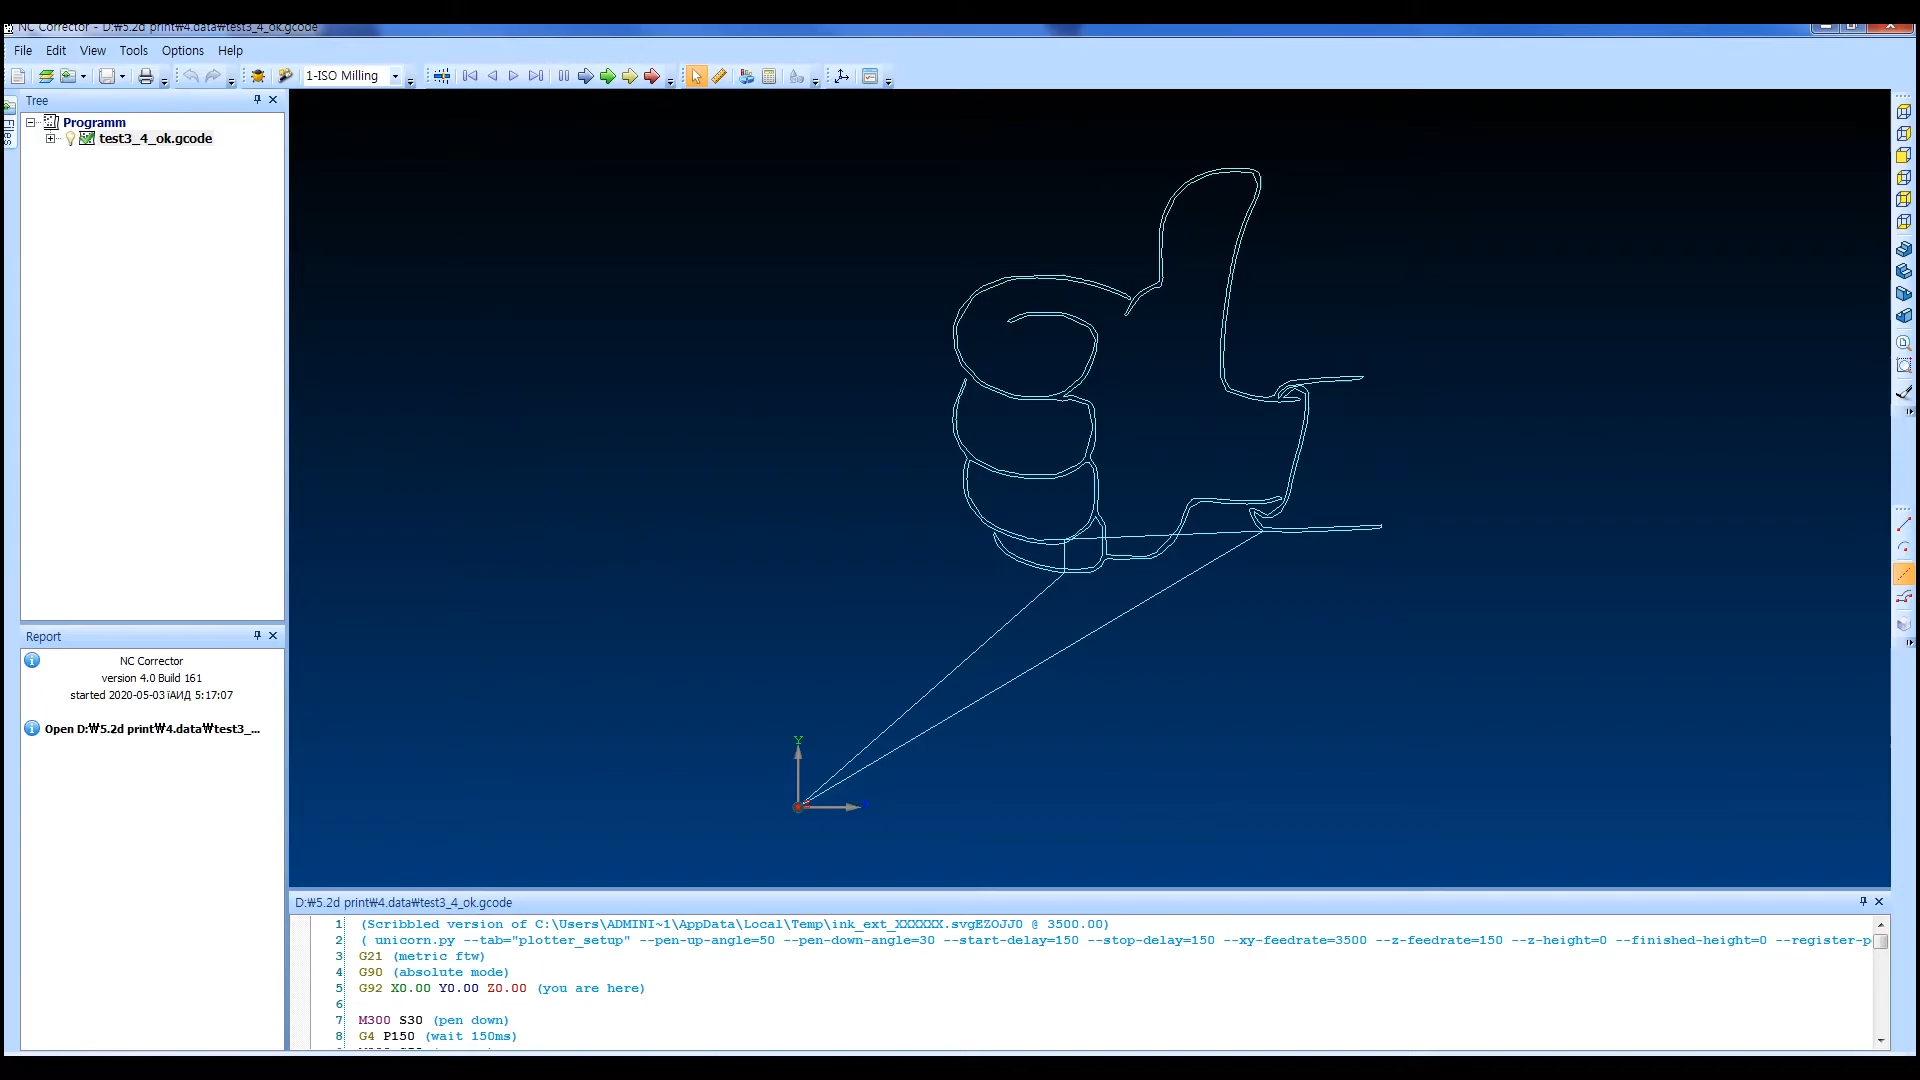 NC Corrector - D:₩5.2d print₩4.data₩test3_4_ok.gcode
File Edit View Tools Options Help
1-ISO Milling
Tree
Files
Programm
test3_4_ok.gcode
Y
Report
NC Corrector
version 4.0 Build 161
started 2020-05-03 їАИД 5:17:07
Open D:₩5.2d print₩4.data₩test3_...
D:₩5.2d print₩4.data₩test3_4_ok.gcode
1 (Scribbled version of C:\Users\ADMINI~1\AppData\Local\Temp\ink_ext_XXXXXX.svgEZOJJ0 @ 3500.00)
2 ( unicorn.py --tab="plotter_setup" --pen-up-angle=50 --pen-down-angle=30 --start-delay=150 --stop-delay=150 --xy-feedrate=3500 --z-feedrate=150 --z-height=0 --finished-height=0 --register-p
3 G21 (metric ftw)
4 G90 (absolute mode)
5 G92 X0.00 Y0.00 Z0.00 (you are here)
6
7 M300 S30 (pen down)
8 G4 P150 (wait 150ms)